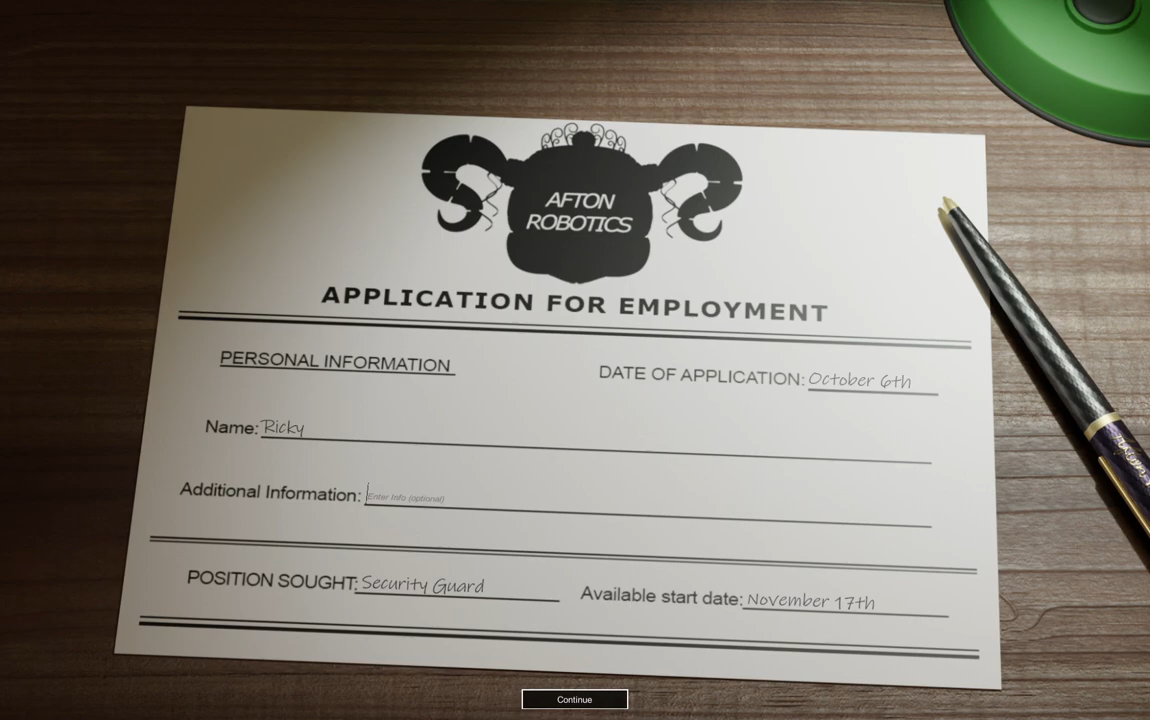 AFTON
ROBOTICS
APPLICATION FOR EMPLOYMENT
PERSONAL INFORMATION
DATE OF APPLICATION: October 6th
Name: Ricky
Additional Information: Enter Info (optional)
POSITION SOUGHT: Security Guard
Available start date: November 17th
Continue